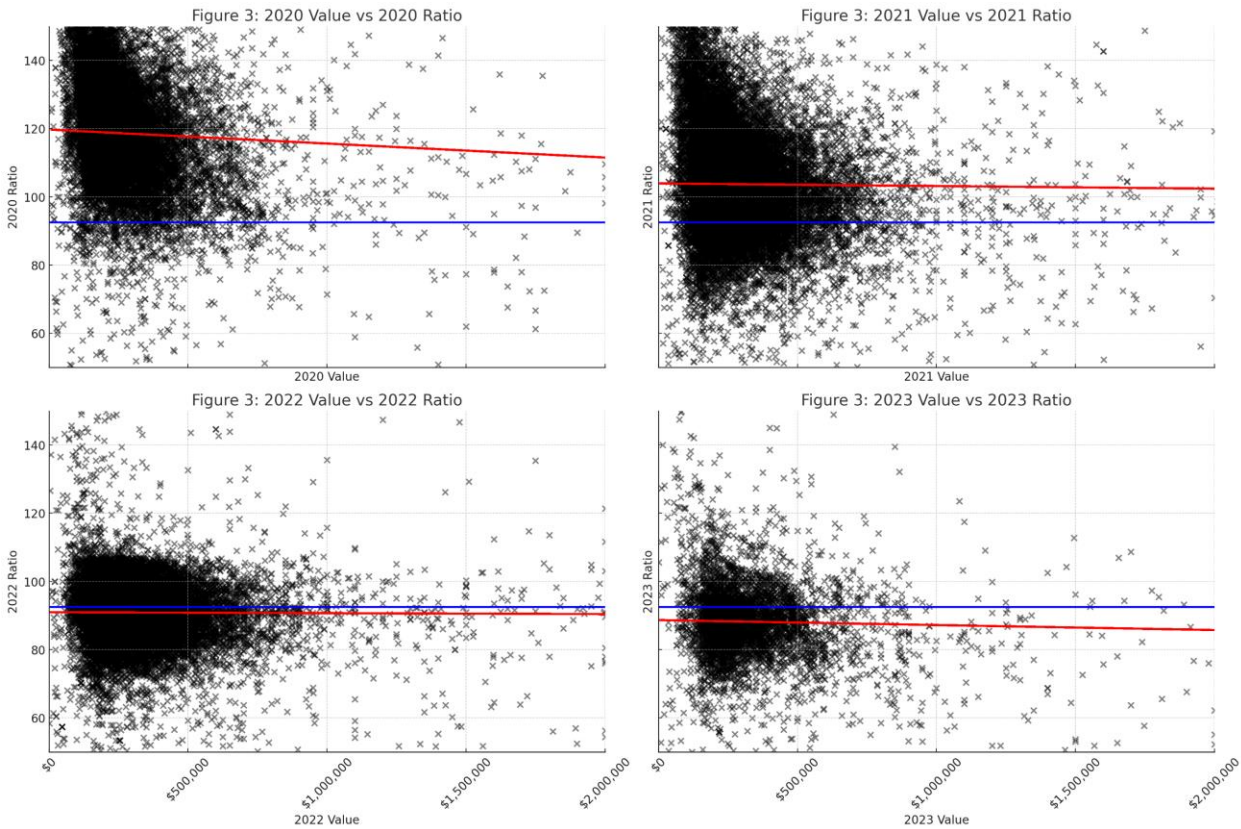 Figure 3: 2020 Value vs 2020 Ratio
140
120
100
80
60
2020 Ratio
2020 Value
Figure 3: 2021 Value vs 2021 Ratio
2021 Ratio
2021 Value
Figure 3: 2022 Value vs 2022 Ratio
140
120
100
80
60
2022 Ratio
$0
$500,000
$1,000,000
$1,500,000
$2,000,000
2022 Value
Figure 3: 2023 Value vs 2023 Ratio
2023 Ratio
$0
$500,000
$1,000,000
$1,500,000
$2,000,000
2023 Value